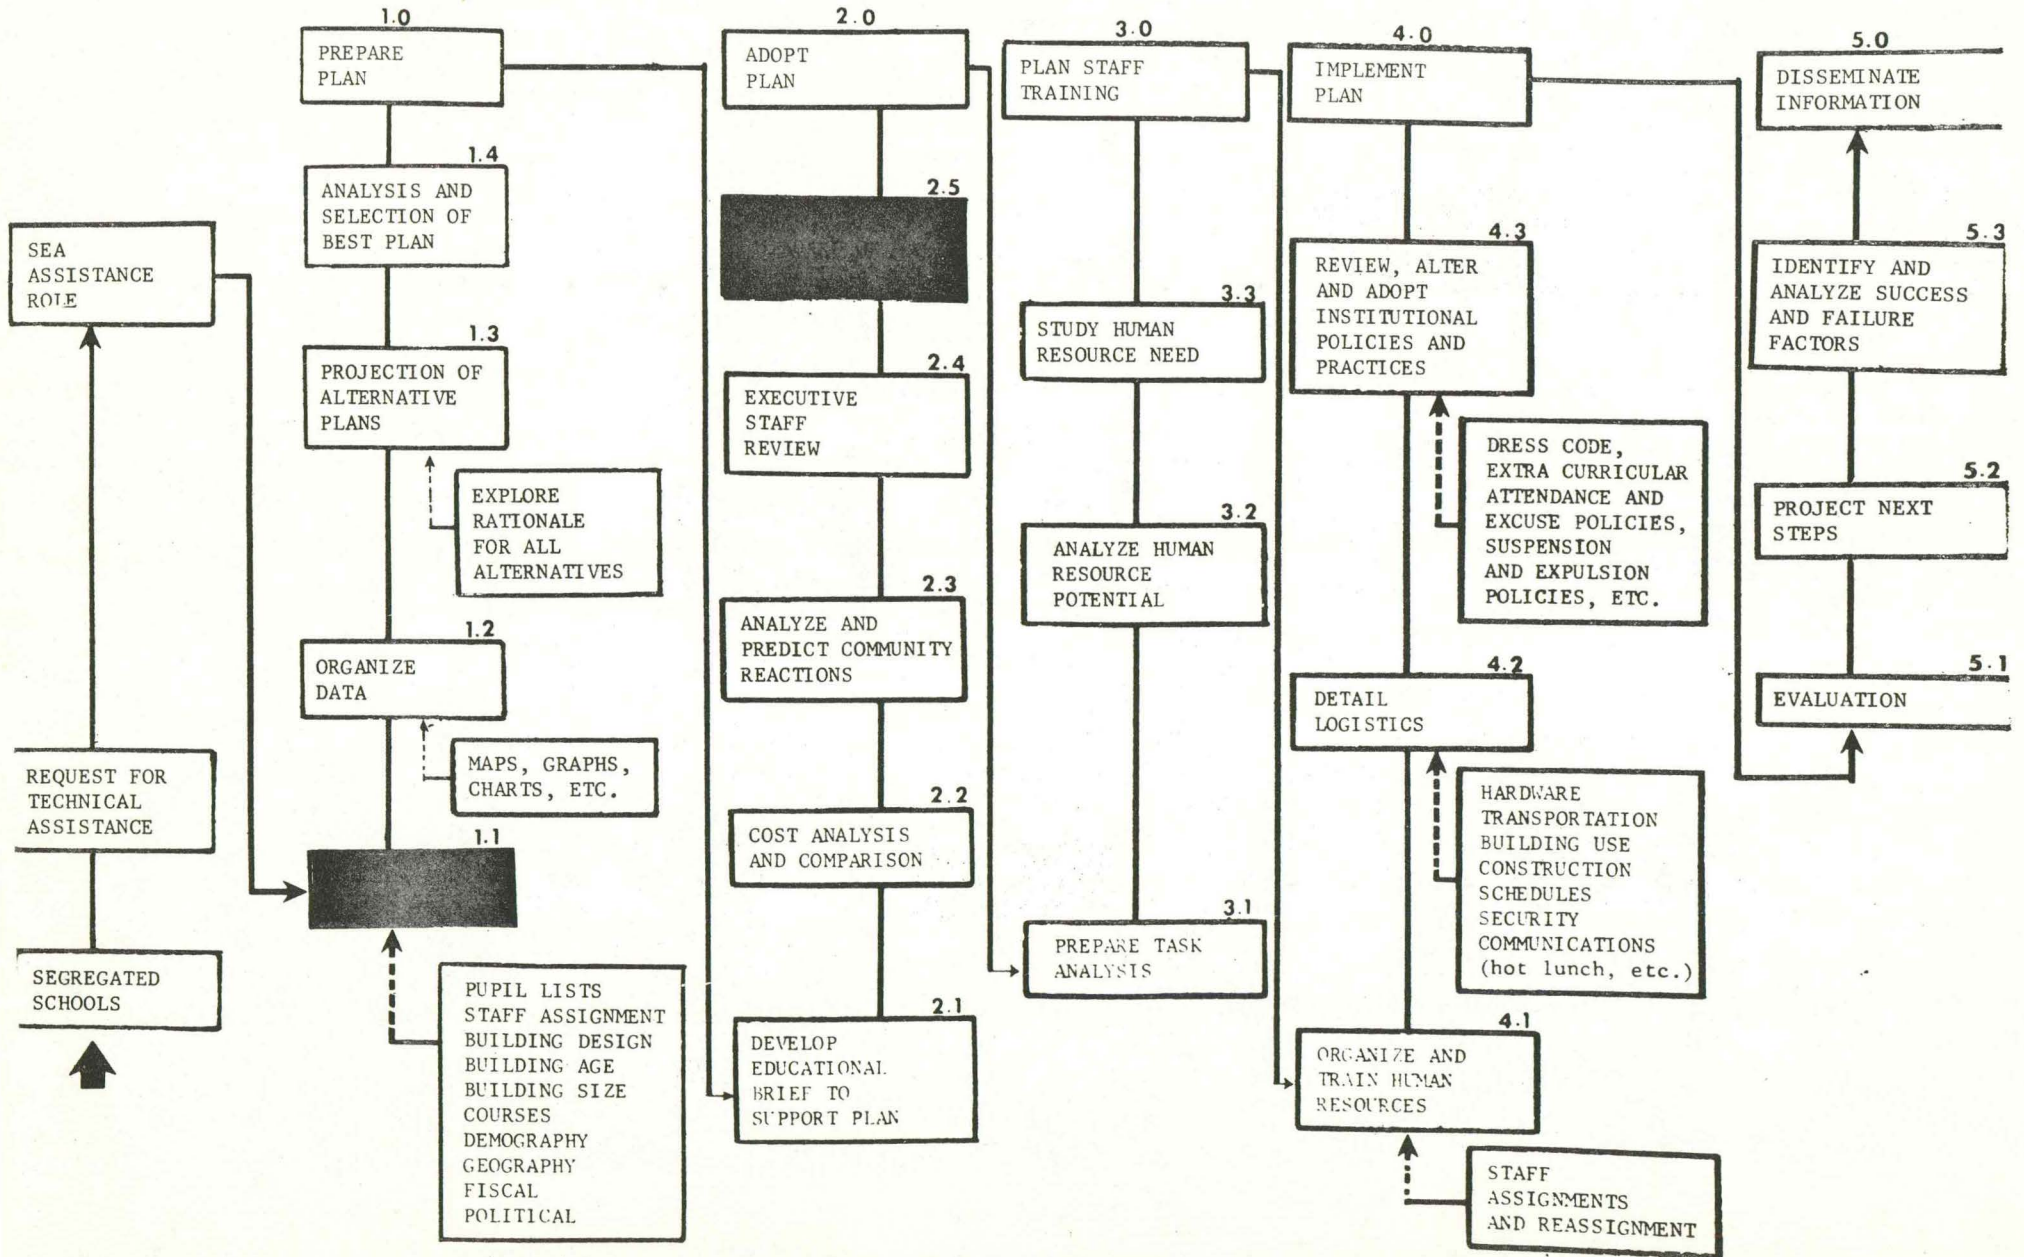 SEA
ASSISTANCE
ROLE
REQUEST FOR
TECHNICAL
ASSISTANCE
SEGREGATED
SCHOOLS
1.0
PREPARE
PLAN
1.4
ANALYSIS AND
SELECTION OF
BEST PLAN
1.3
PROJECTION OF
ALTERNATIVE
PLANS
EXPLORE
RATIONALE
FOR ALL
ALTERNATIVES
1.2
ORGANIZE
DATA
MAPS, GRAPHS,
CHARTS, ETC.
1.1
PUPIL LISTS
STAFF ASSIGNMENT
BUILDING DESIGN
BUILDING AGE
BUILDING SIZE
COURSES
DEMOGRAPHY
GEOGRAPHY
FISCAL
POLITICAL
2.0
ADOPT
PLAN
2.5
2.4
EXECUTIVE
STAFF
REVIEW
2.3
ANALYZE AND
PREDICT COMMUNITY
REACTIONS
2.2
COST ANALYSIS
AND COMPARISON
2.1
DEVELOP
EDUCATIONAL
BRIEF TO
SUPPORT PLAN
3.0
PLAN STAFF
TRAINING
3.3
STUDY HUMAN
RESOURCE NEED
3.2
ANALYZE HUMAN
RESOURCE
POTENTIAL
3.1
PREPARE TASK
ANALYSIS
4.0
IMPLEMENT
PLAN
4.3
REVIEW, ALTER
AND ADOPT
INSTITUTIONAL
POLICIES AND
PRACTICES
DRESS CODE,
EXTRA CURRICULAR
ATTENDANCE AND
EXCUSE POLICIES,
SUSPENSION
AND EXPULSION
POLICIES, ETC.
4.2
DETAIL
LOGISTICS
HARDWARE
TRANSPORTATION
BUILDING USE
CONSTRUCTION
SCHEDULES
SECURITY
COMMUNICATIONS
(hot lunch, etc.)
4.1
ORGANIZE AND
TRAIN HUMAN
RESOURCES
STAFF
ASSIGNMENTS
AND REASSIGNMENT
5.0
DISSEMINATE
INFORMATION
5.3
IDENTIFY AND
ANALYZE SUCCESS
AND FAILURE
FACTORS
5.2
PROJECT NEXT
STEPS
5.1
EVALUATION